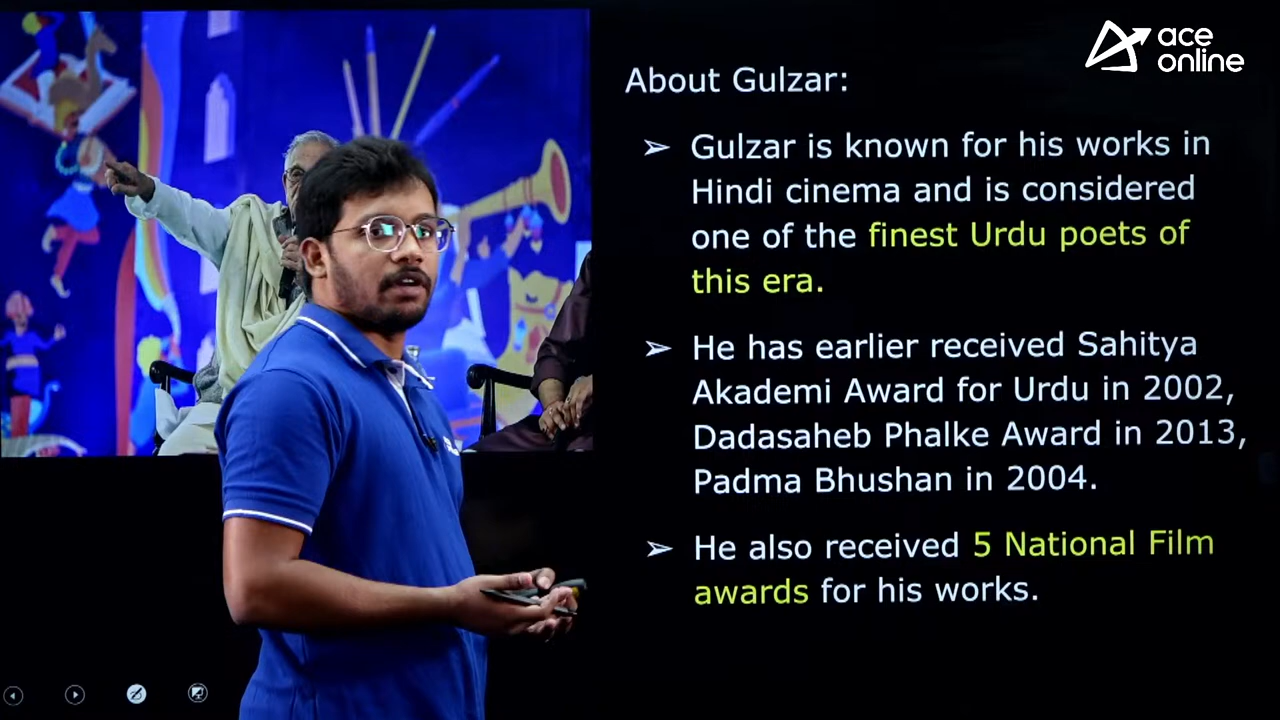 ace
online
About Gulzar:
➢ Gulzar is known for his works in
Hindi cinema and is considered
one of the finest Urdu poets of
this era.
➢ He has earlier received Sahitya
Akademi Award for Urdu in 2002,
Dadasaheb Phalke Award in 2013,
Padma Bhushan in 2004.
➢ He also received 5 National Film
awards for his works.